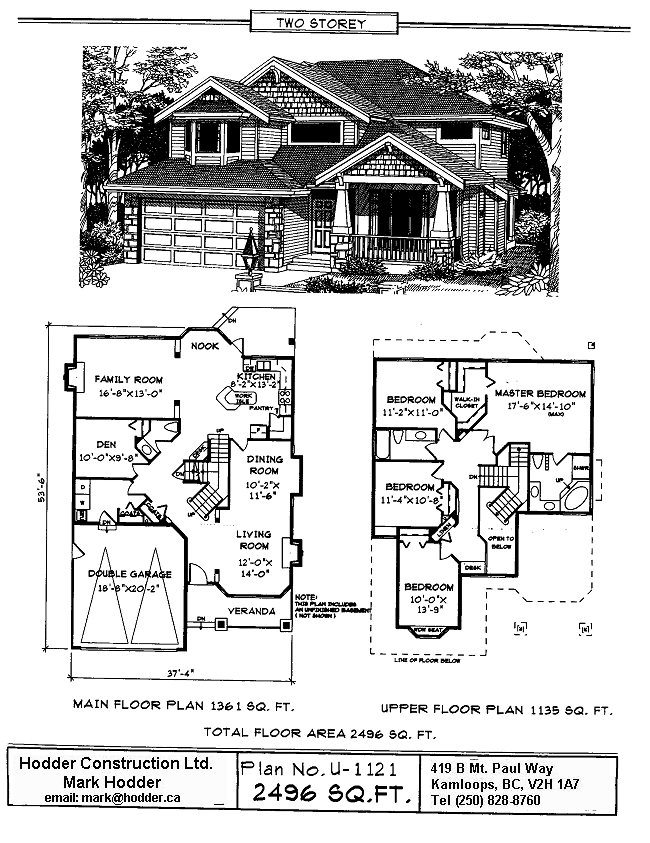 TWO STOREY
DN
NOOK
FAMILY ROOM
16'-8"X13'-0"
KITCHEN
8'-2"X13'-2"
WORK
ISLE
PANTRY
F
DEN
10'-0"X9'-8"
UP
DESK
DN
DINING
ROOM
10'-2"X
11'-6"
D
W
COATS
COATS
UP
DN
LIVING
ROOM
12'-0"X
14'-0"
DOUBLE GARAGE
18'-8"X20'-2"
VERANDA
DN
NOTE:
THIS PLAN INCLUDES
AN UNFINISHED BASEMENT
( NOT SHOWN )
53'-6"
37'-4"
BEDROOM
11'-2"X11'-0"
WALK-IN
CLOSET
MASTER BEDROOM
17'-6"X14'-10"
(MAX)
BEDROOM
11'-4"X10'-8"
DN
UP
SHWR
LINEN
OPEN TO
BELOW
DESK
BEDROOM
10'-0"X
13'-9"
WDW SEAT
LINE OF FLOOR BELOW
MAIN FLOOR PLAN 1361 SQ. FT.
UPPER FLOOR PLAN 1135 SQ. FT.
TOTAL FLOOR AREA 2496 SQ. FT.
Hodder Construction Ltd.
Mark Hodder
email: mark@hodder.ca
Plan No. U-1121
2496 SQ.FT.
419 B Mt. Paul Way
Kamloops, BC, V2H 1A7
Tel (250) 828-8760